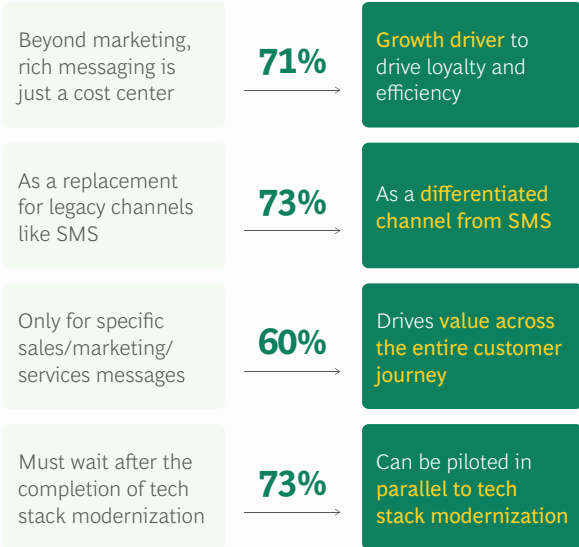 Beyond marketing,
rich messaging is
just a cost center
71%
Growth driver to
drive loyalty and
efficiency
As a replacement
for legacy channels
like SMS
73%
As a differentiated
channel from SMS
Only for specific
sales/marketing/
services messages
60%
Drives value across
the entire customer
journey
Must wait after the
completion of tech
stack modernization
73%
Can be piloted in
parallel to tech
stack modernization